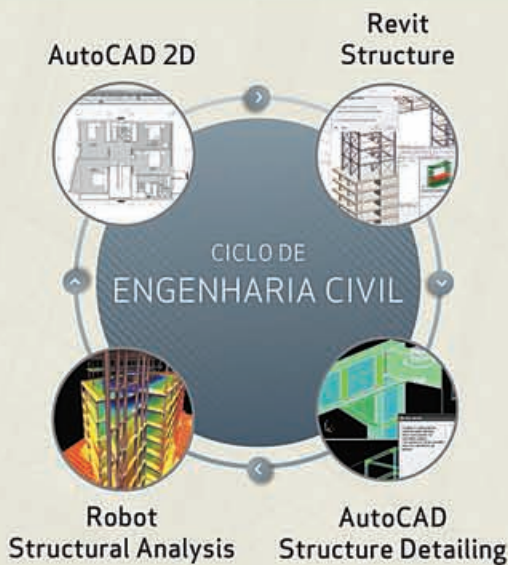 AutoCAD 2D
Revit
Structure
CICLO DE
ENGENHARIA CIVIL
Robot
Structural Analysis
AutoCAD
Structure Detailing